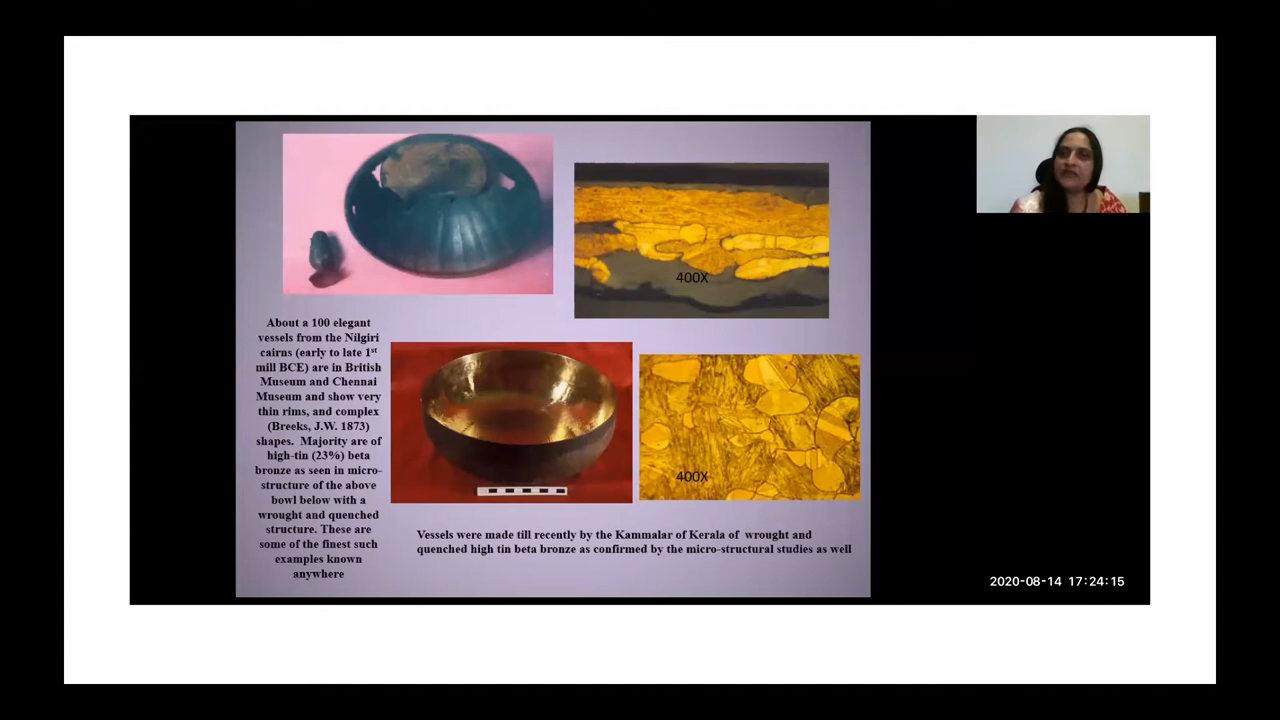 400X
About a 100 elegant
vessels from the Nilgiri
cairns (early to late 1st
mill BCE) are in British
Museum and Chennai
Museum and show very
thin rims, and complex
(Breeks, J.W. 1873)
shapes. Majority are of
high-tin (23%) beta
bronze as seen in micro-
structure of the above
bowl below with a
wrought and quenched
structure. These are
some of the finest such
examples known
anywhere
400X
Vessels were made till recently by the Kammalar of Kerala of wrought and
quenched high tin beta bronze as confirmed by the micro-structural studies as well
2020-08-14 17:24:15